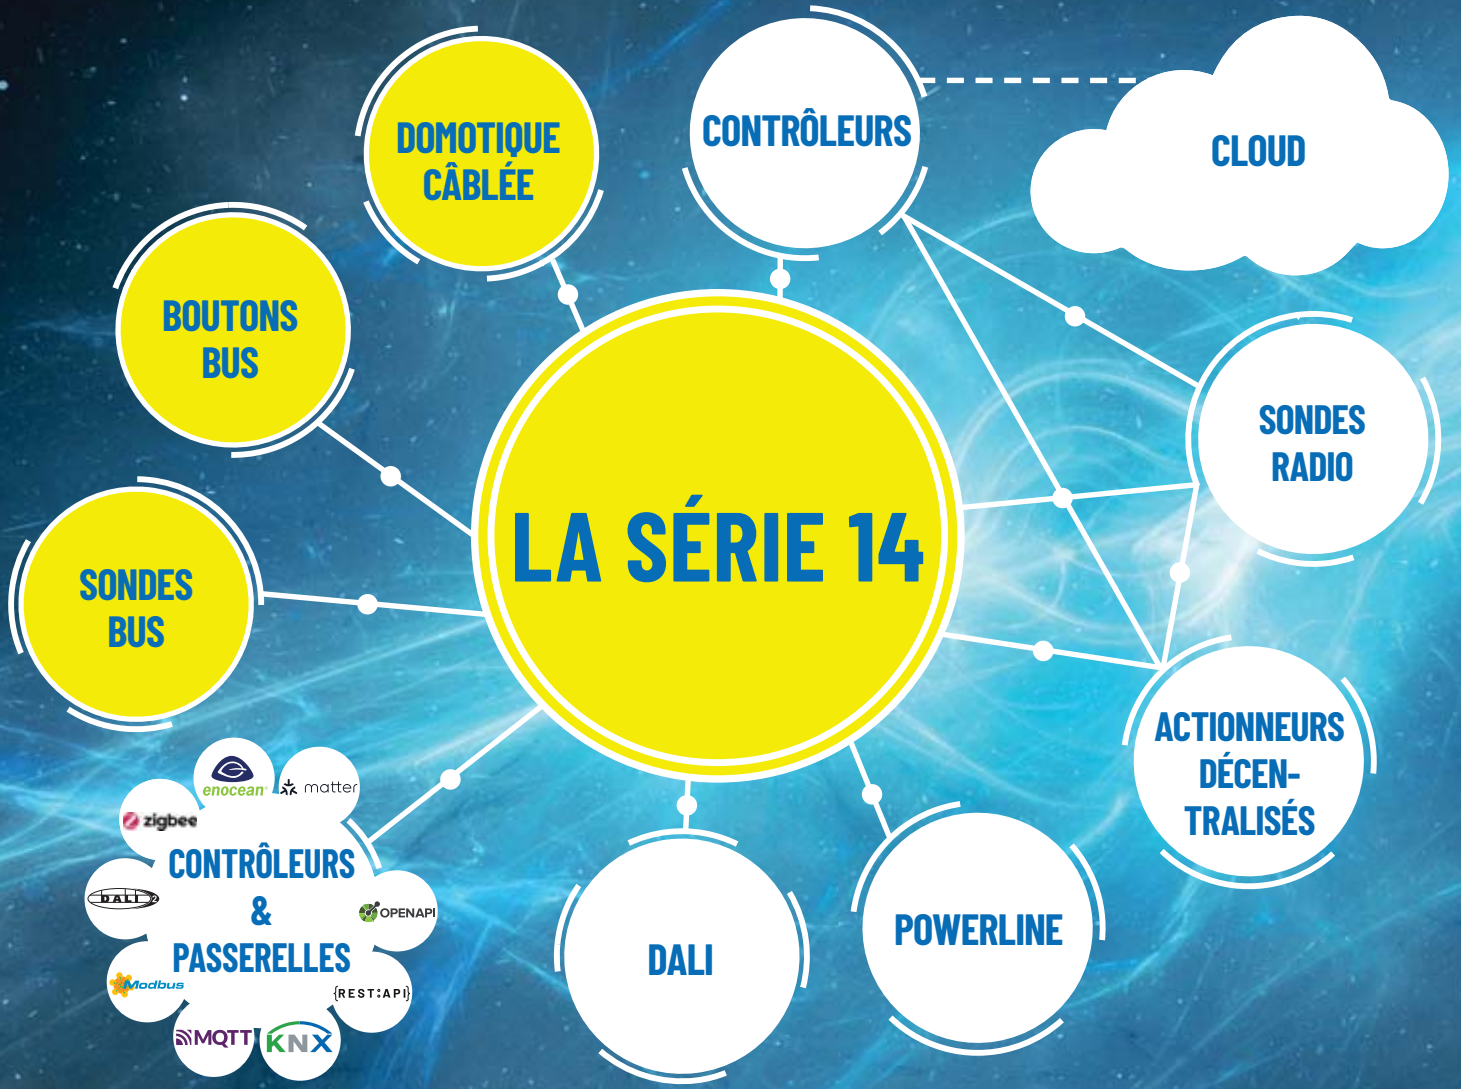 DOMOTIQUE
CÂBLÉE
CONTRÔLEURS
CLOUD
BOUTONS
BUS
SONDES
RADIO
LA SÉRIE 14
SONDES
BUS
ACTIONNEURS
DÉCEN-
TRALISÉS
enocean
matter
zigbee
CONTRÔLEURS
&
PASSERELLES
DALI 2
OPENAPI
Modbus
{REST:API}
MQTT
KNX
DALI
POWERLINE